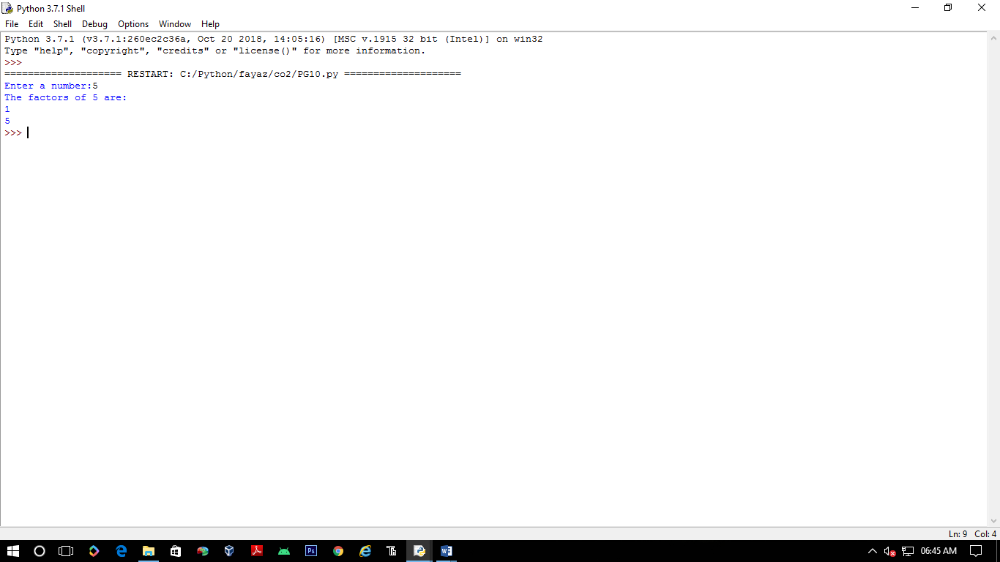 Python 3.7.1 Shell
File Edit Shell Debug Options Window Help
Python 3.7.1 (v3.7.1:260ec2c36a, Oct 20 2018, 14:05:16) [MSC v.1915 32 bit (Intel)] on win32
Type "help", "copyright", "credits" or "license()" for more information.
>>>
==================== RESTART: C:/Python/fayaz/co2/PG10.py ====================
Enter a number:5
The factors of 5 are:
1
5
>>>
Ln: 9 Col: 4
Ps
06:45 AM